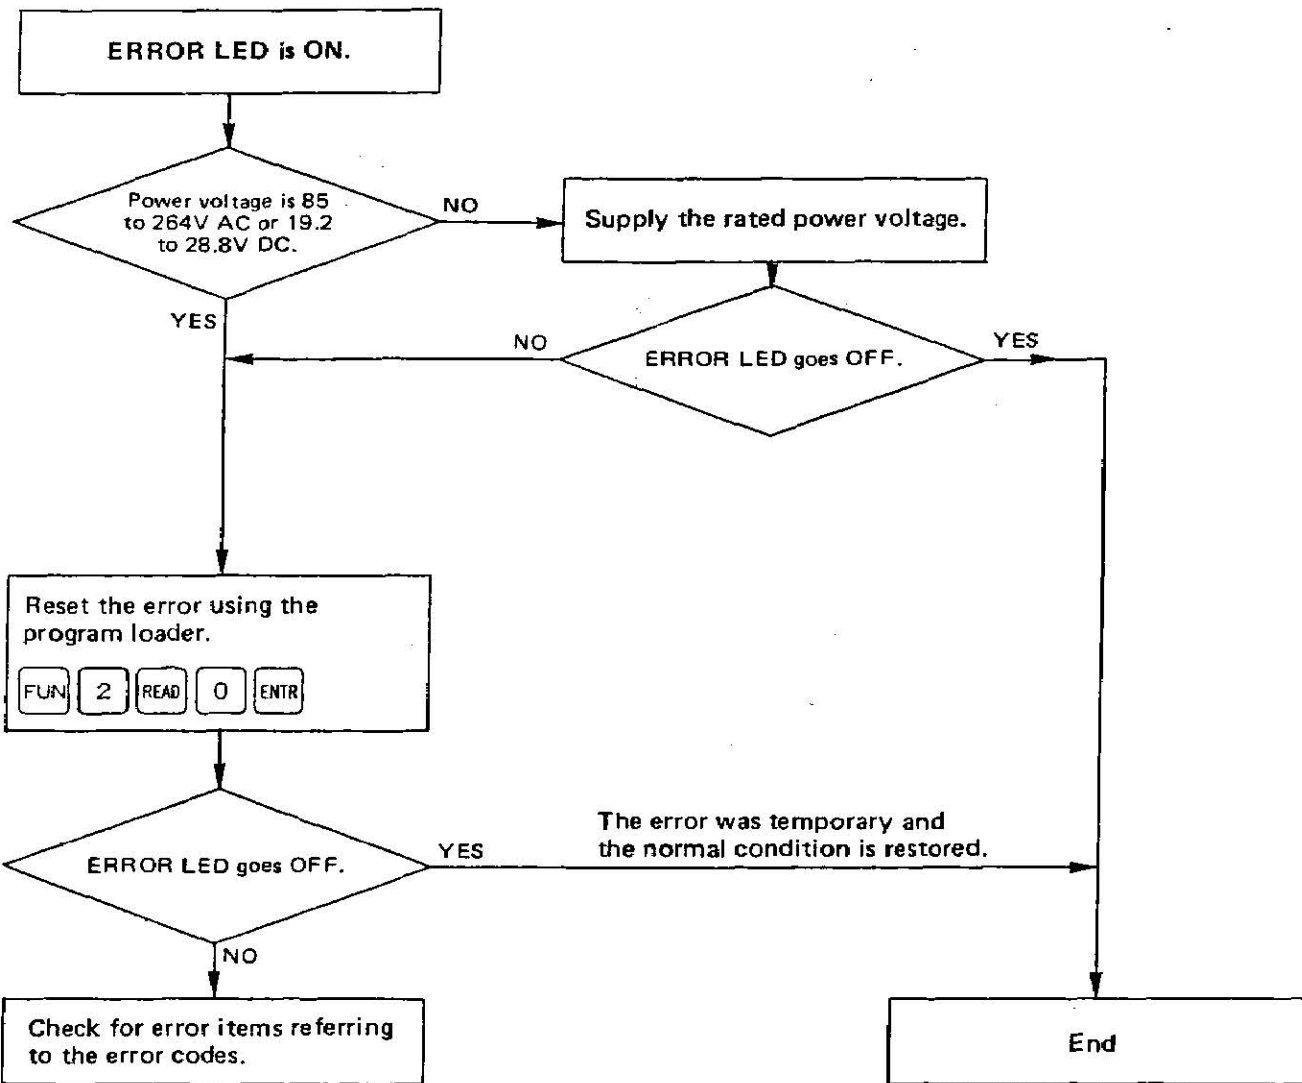 ERROR LED is ON.
Power voltage is 85
to 264V AC or 19.2
to 28.8V DC.
NO
Supply the rated power voltage.
YES
NO
ERROR LED goes OFF.
YES
Reset the error using the
program loader.
FUN 2 READ 0 ENTR
ERROR LED goes OFF.
YES
The error was temporary and
the normal condition is restored.
NO
Check for error items referring
to the error codes.
End